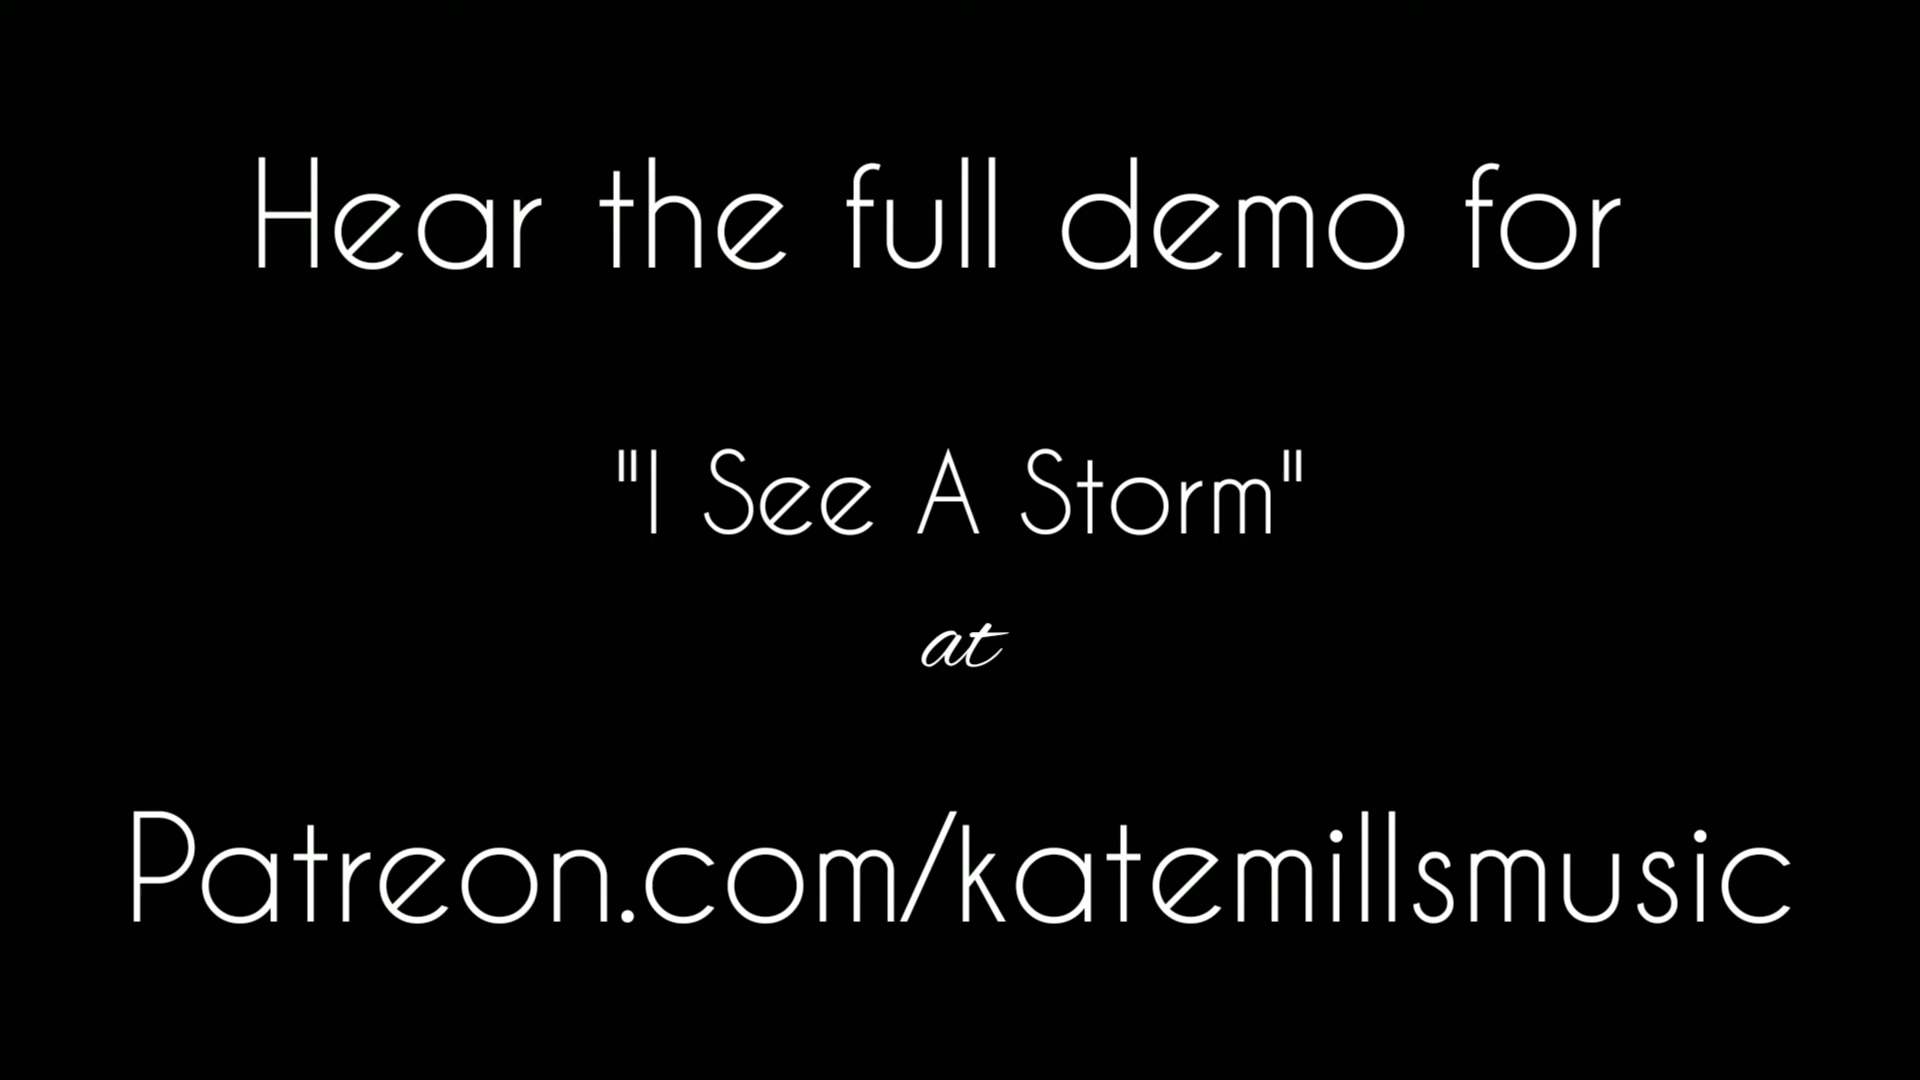 Hear the full demo for
"I See A Storm"
at
Patreon.com/katemillsmusic